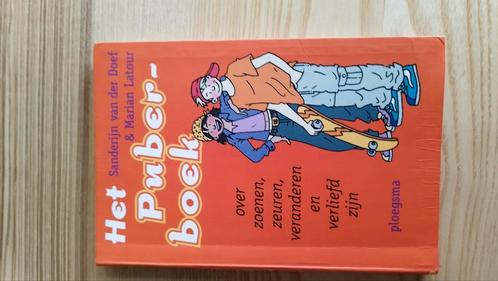 Sanderijn van der Doef
& Marian Latour
Het
Puber-
boek
over
zoenen,
zeuren,
veranderen
en
verliefd
zijn
ploegsma